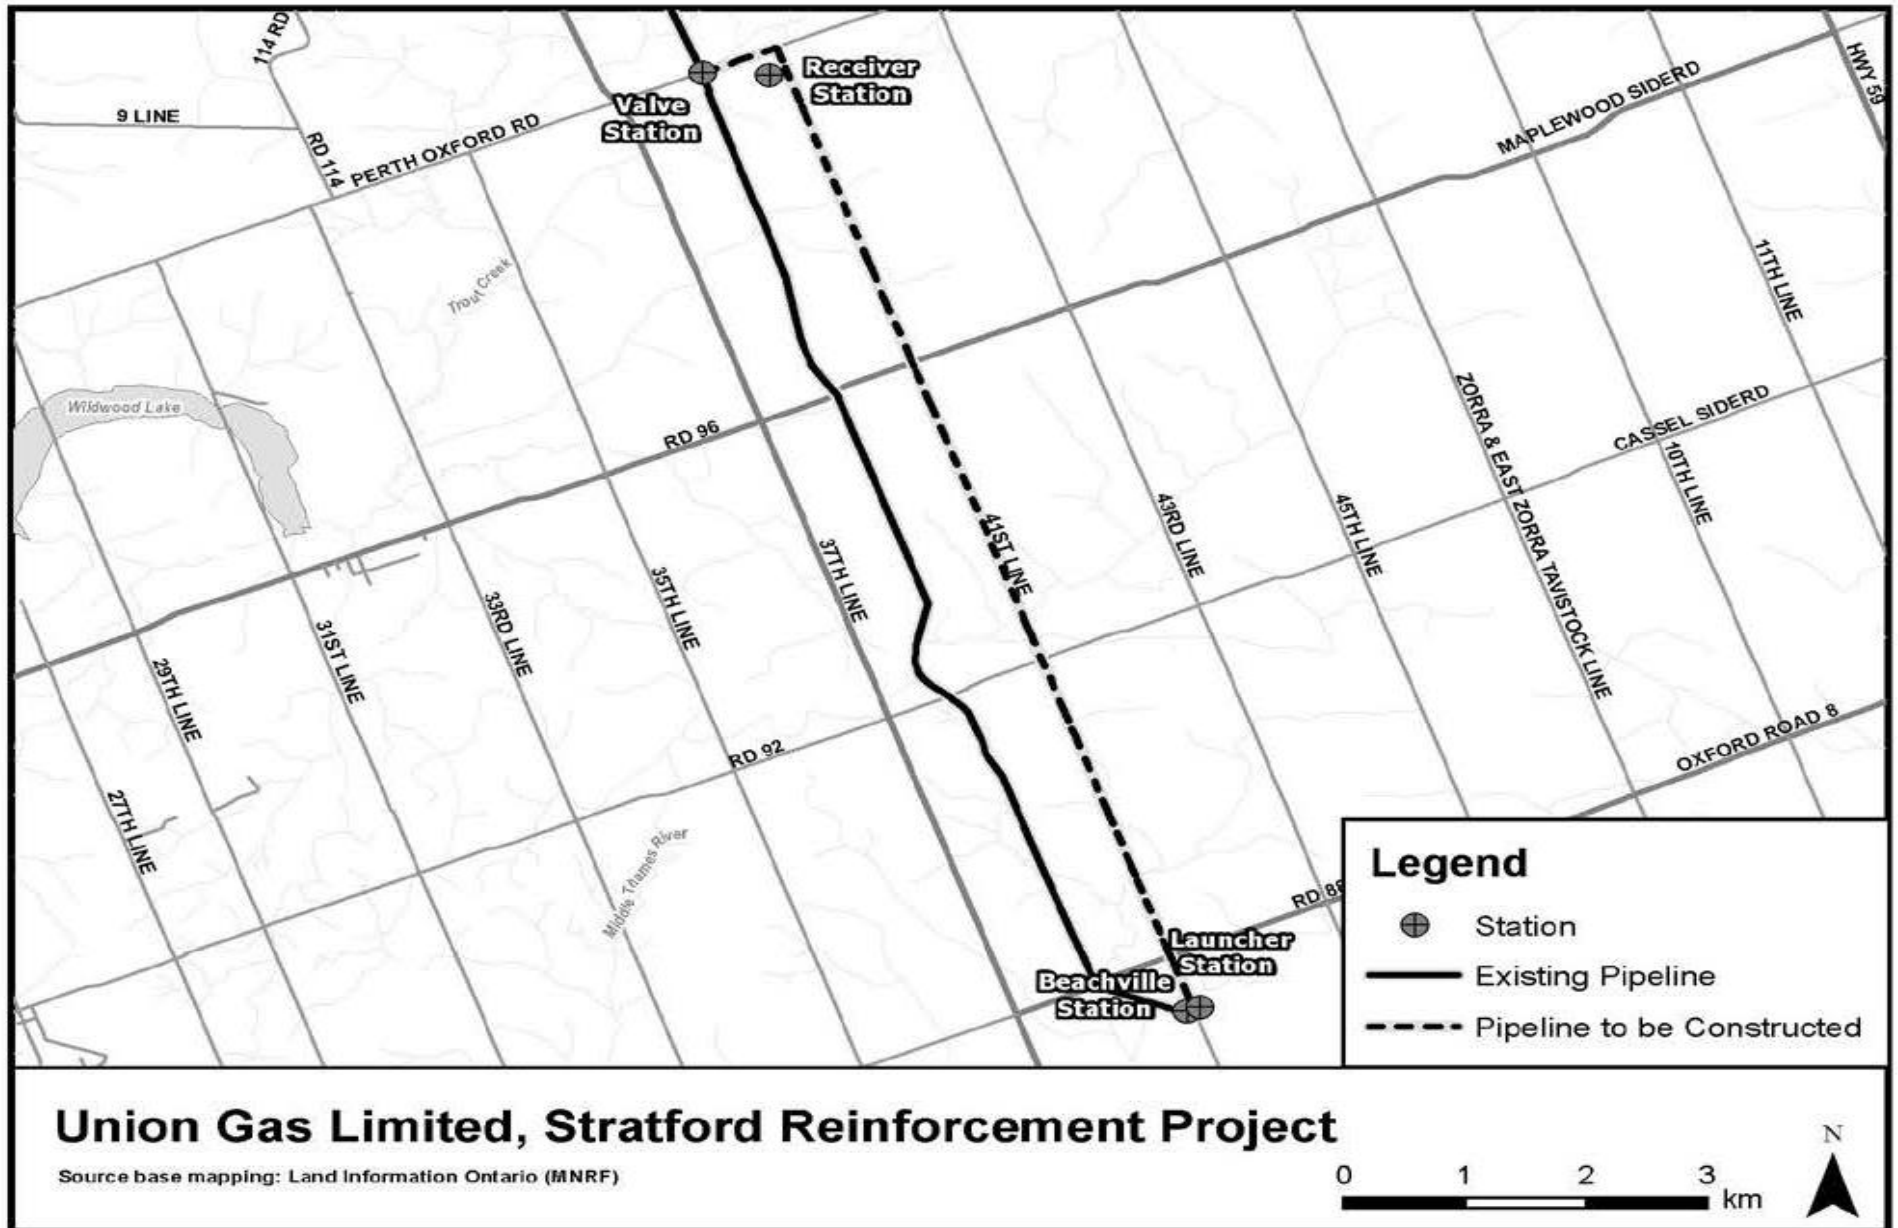 114 RD
HWY 59
Receiver
Station
Valve
Station
MAPLEWOOD SIDERD
9 LINE
PERTH OXFORD RD
RD 114
Trout Creek
11TH LINE
Wildwood Lake
RD 96
ZORRA & EAST ZORRA TAVISTOCK LINE
CASSEL SIDERD
10TH LINE
41ST LINE
43RD LINE
45TH LINE
37TH LINE
35TH LINE
33RD LINE
31ST LINE
29TH LINE
27TH LINE
RD 92
OXFORD ROAD 8
Middle Thames River
RD 88
Launcher
Station
Beachville
Station
Legend
Station
Existing Pipeline
Pipeline to be Constructed
Union Gas Limited, Stratford Reinforcement Project
Source base mapping: Land Information Ontario (MNRF)
0 1 2 3
km
N